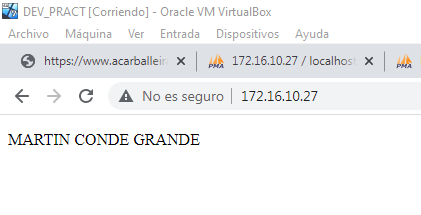 DEV_PRACT [Corriendo] - Oracle VM VirtualBox
Archivo Máquina Ver Entrada Dispositivos Ayuda
https://www.acarballeir 172.16.10.27 / localhost PMA PMA
No es seguro 172.16.10.27
MARTIN CONDE GRANDE